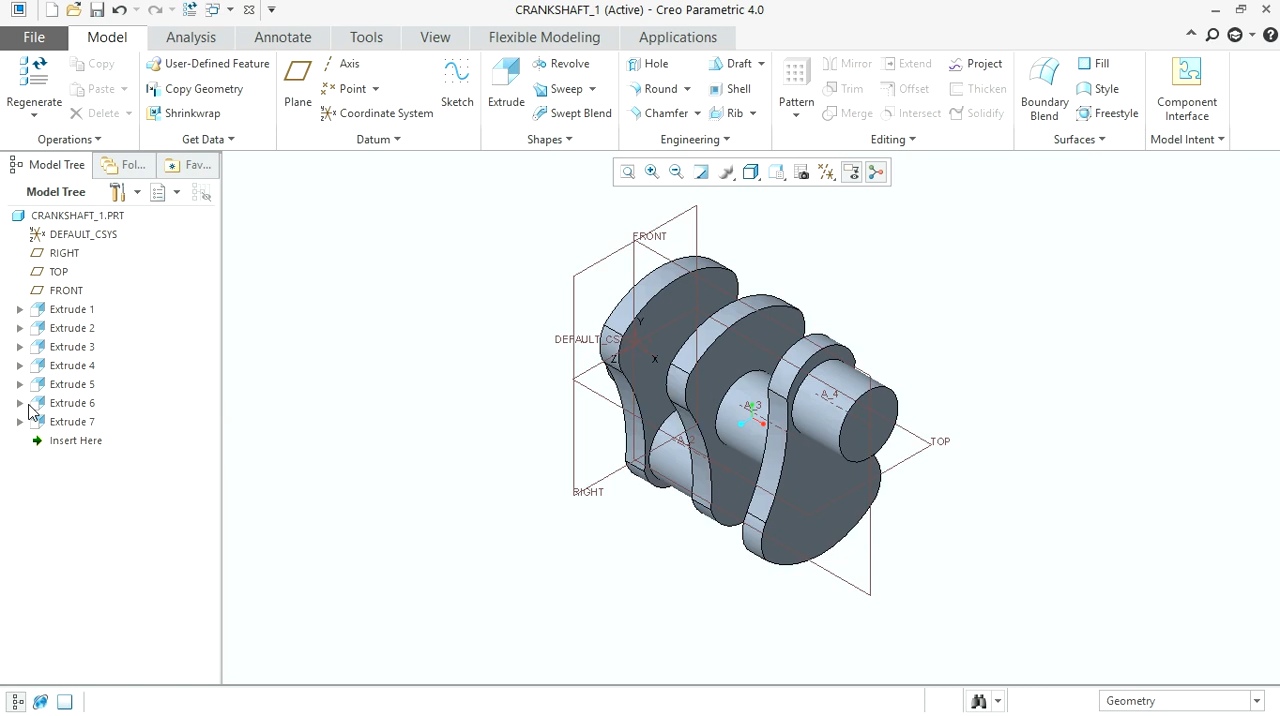 CRANKSHAFT_1 (Active) - Creo Parametric 4.0
File Model Analysis Annotate Tools View Flexible Modeling Applications
Regenerate
Copy
Paste
Delete
Operations
User-Defined Feature
Copy Geometry
Shrinkwrap
Get Data
Plane
Axis
Point
Coordinate System
Sketch
Datum
Extrude
Revolve
Sweep
Swept Blend
Shapes
Hole
Round
Chamfer
Draft
Shell
Rib
Engineering
Pattern
Mirror
Trim
Merge
Extend
Offset
Intersect
Project
Thicken
Solidify
Editing
Boundary
Blend
Fill
Style
Freestyle
Surfaces
Component
Interface
Model Intent
Model Tree Fol... Fav...
Model Tree
CRANKSHAFT_1.PRT
DEFAULT_CSYS
RIGHT
TOP
FRONT
Extrude 1
Extrude 2
Extrude 3
Extrude 4
Extrude 5
Extrude 6
Extrude 7
Insert Here
FRONT
Y
DEFAULT_CS
Z X
A_3
A_4
A_2
TOP
RIGHT
Geometry